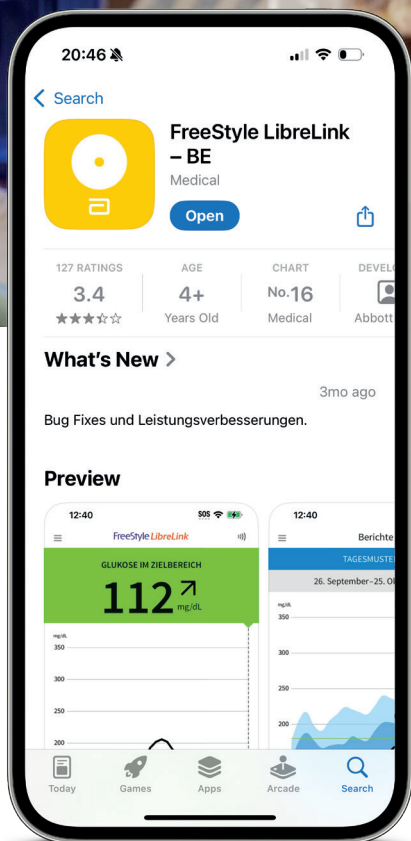 20:46
Search
FreeStyle LibreLink
– BE
Medical
Open
127 RATINGS
3.4
AGE
4+
Years Old
CHART
No.16
Medical
Abbott
What's New >
3mo ago
Bug Fixes und Leistungsverbesserungen.
Preview
12:40
SOS
FreeStyle LibreLink
GLUKOSE IM ZIELBEREICH
112
mg/dL
mg/dL
350
300
250
200
12:40
Berichte
26. September–25.
mg/dL
350
300
250
200
Today
Games
Apps
Arcade
Search